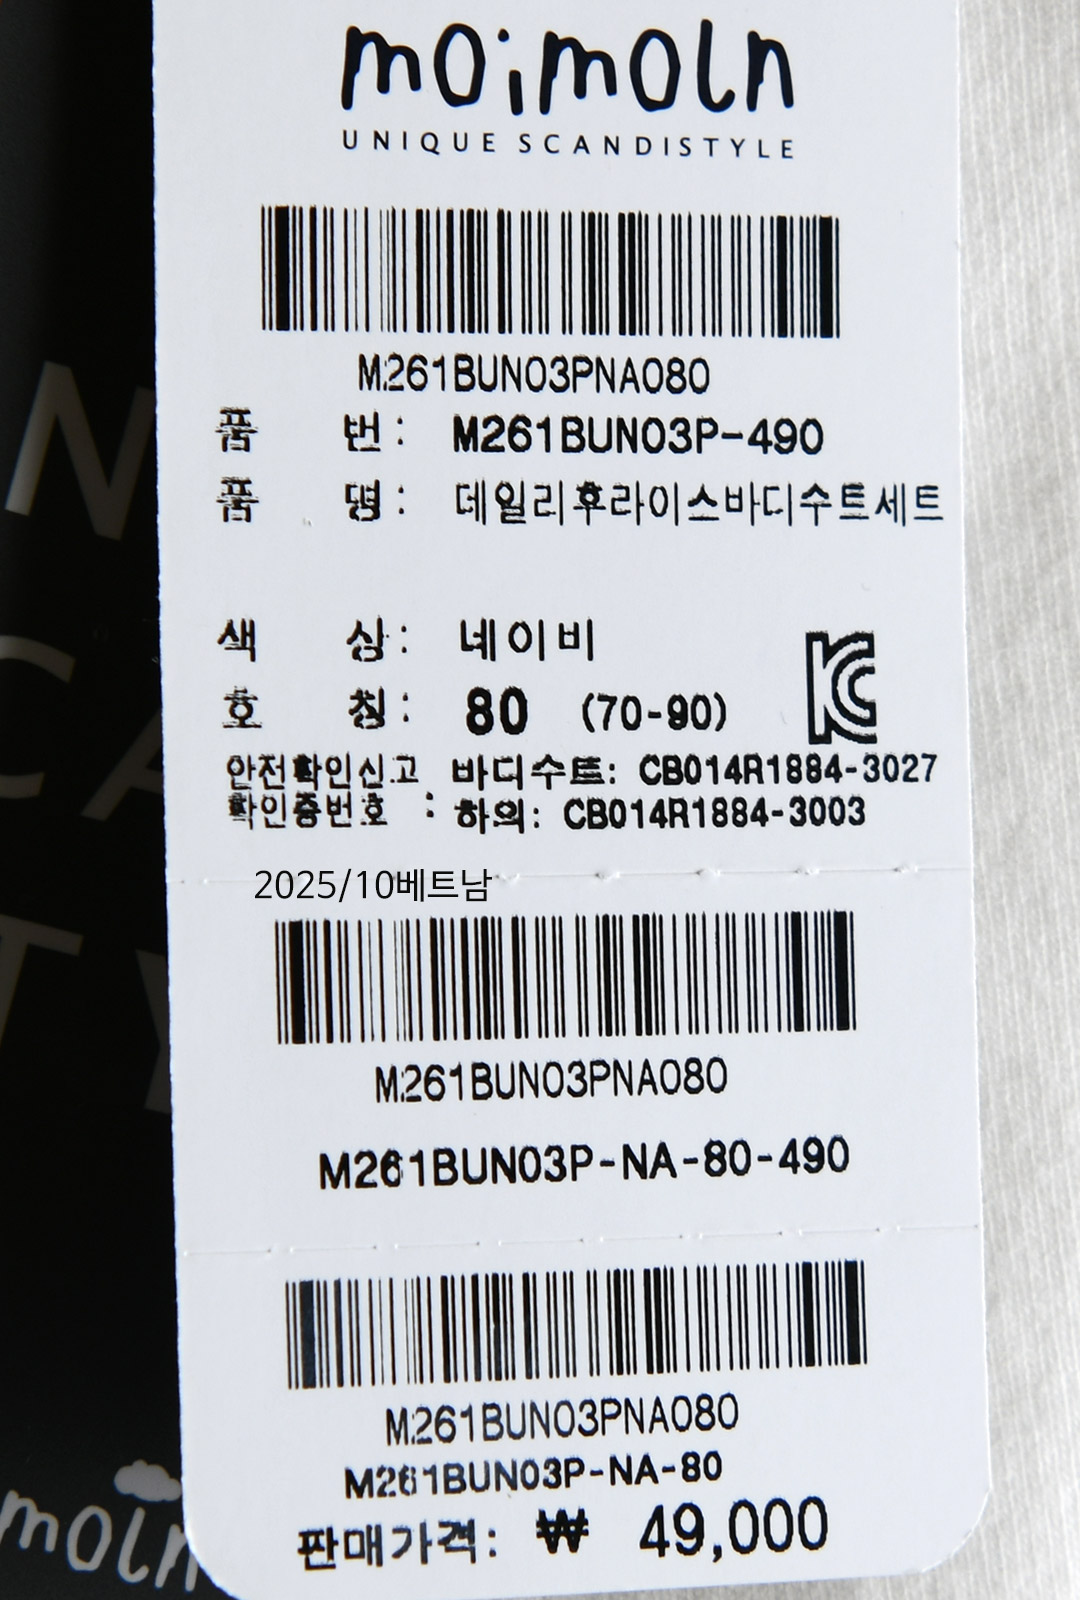 moimoln
UNIQUE SCANDISTYLE
M261BUN03PNA080
품 번 : M261BUN03P-490
품 명 : 데일리후라이스바디수트세트
색 상 : 네이비
호 칭 : 80 (70-90)
안전확인신고 바디수트: CB014R1884-3027
확인증번호 : 하의: CB014R1884-3003
2025/10베트남
M261BUN03PNA080
M261BUN03P-NA-80-490
M261BUN03PNA080
M261BUN03P-NA-80
판매가격: ₩ 49,000
N
CA
TY
moln